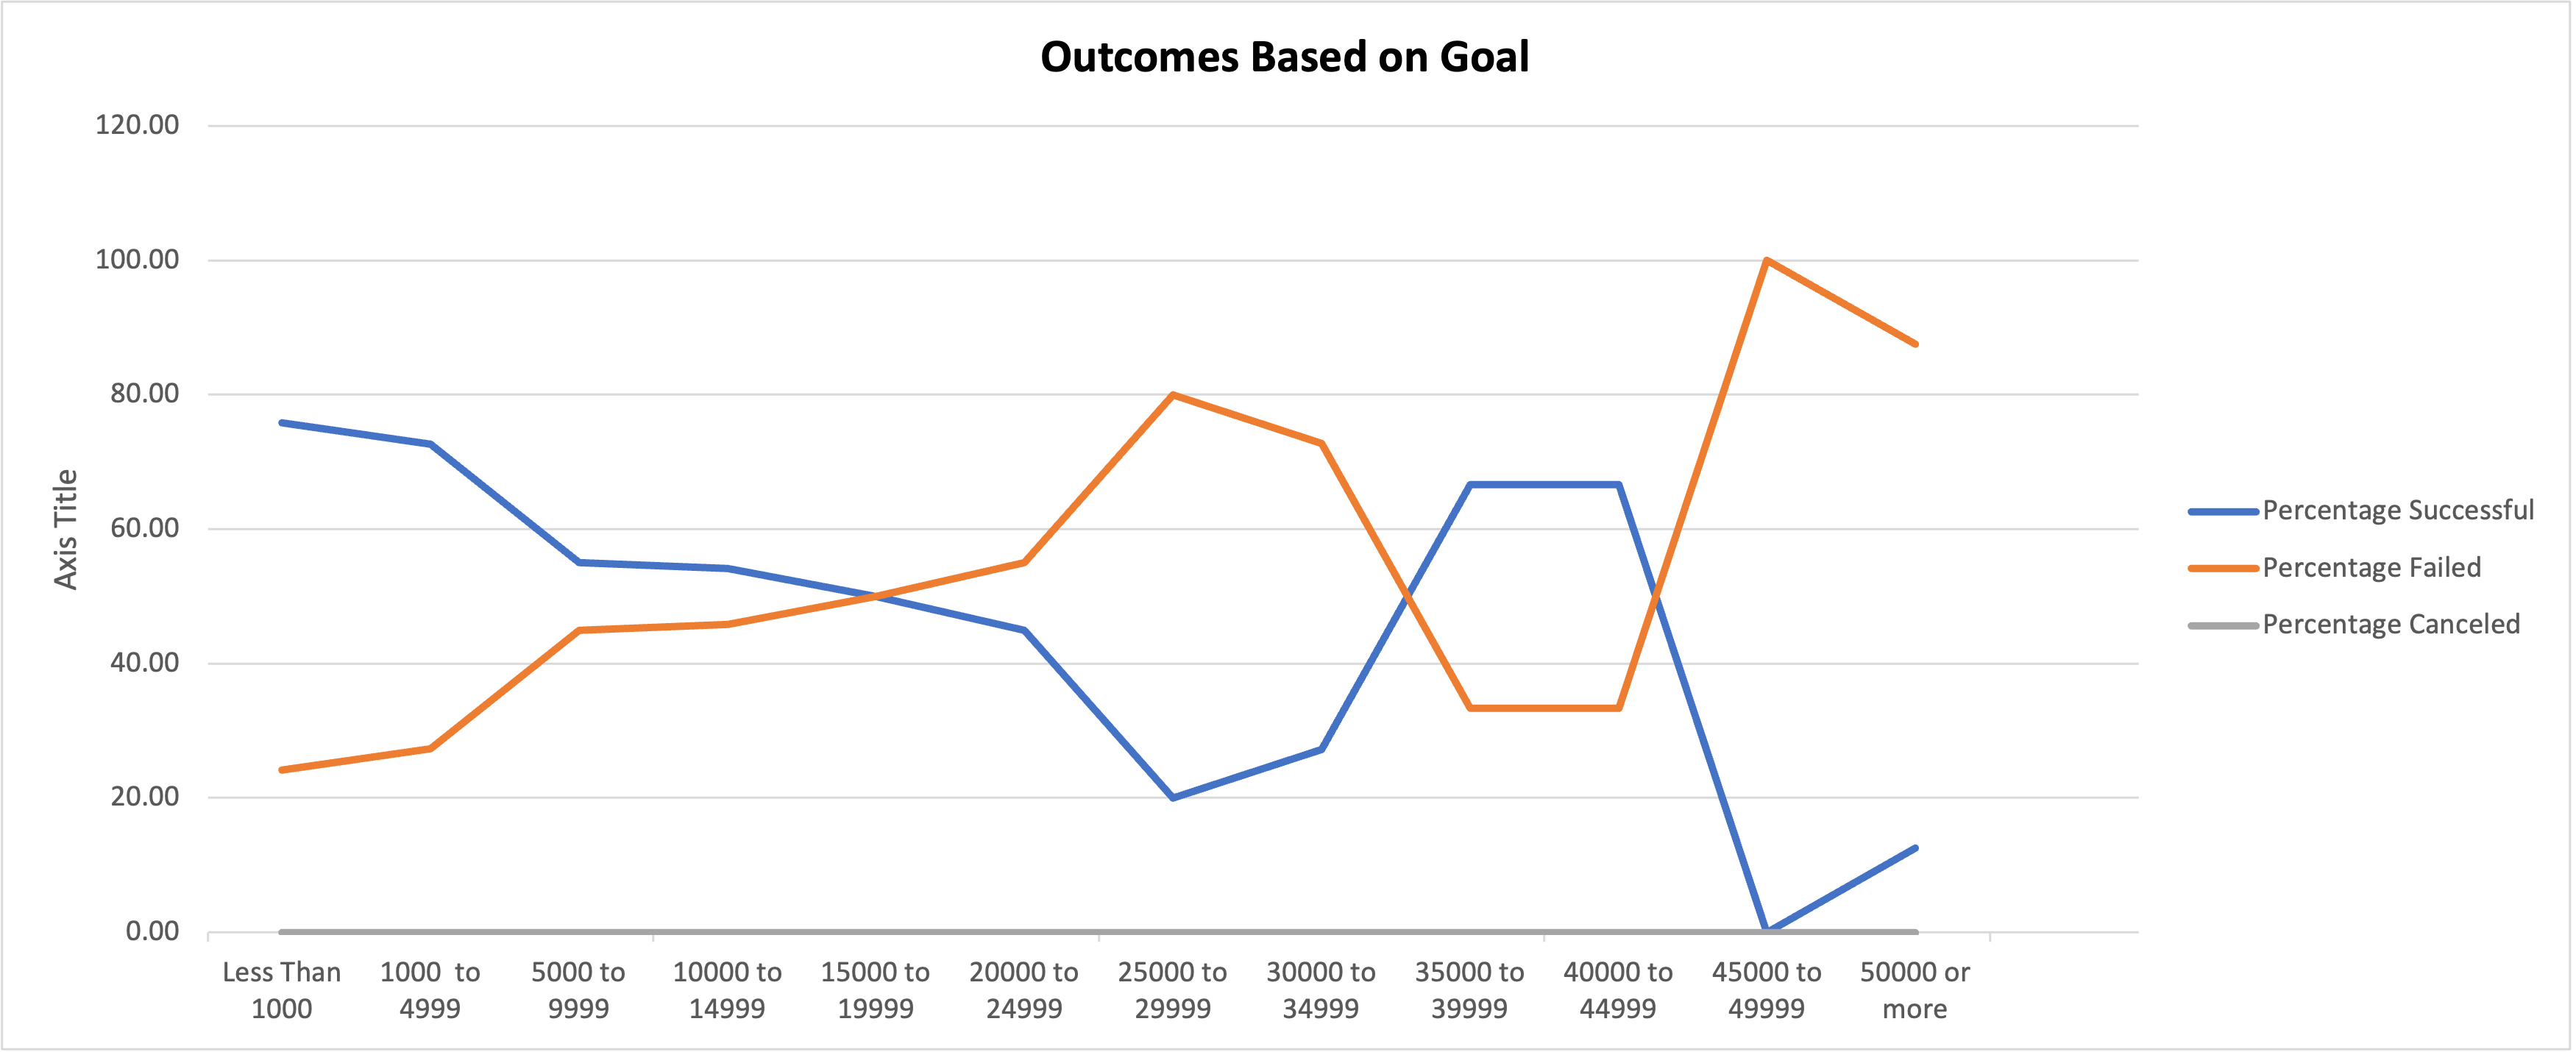 Outcomes Based on Goal
120.00
100.00
80.00
60.00
40.00
20.00
0.00
Axis Title
Less Than
1000
1000  to
4999
5000 to
9999
10000 to
14999
15000 to
19999
20000 to
24999
25000 to
29999
30000 to
34999
35000 to
39999
40000 to
44999
45000 to
49999
50000 or
more
Percentage Successful
Percentage Failed
Percentage Canceled